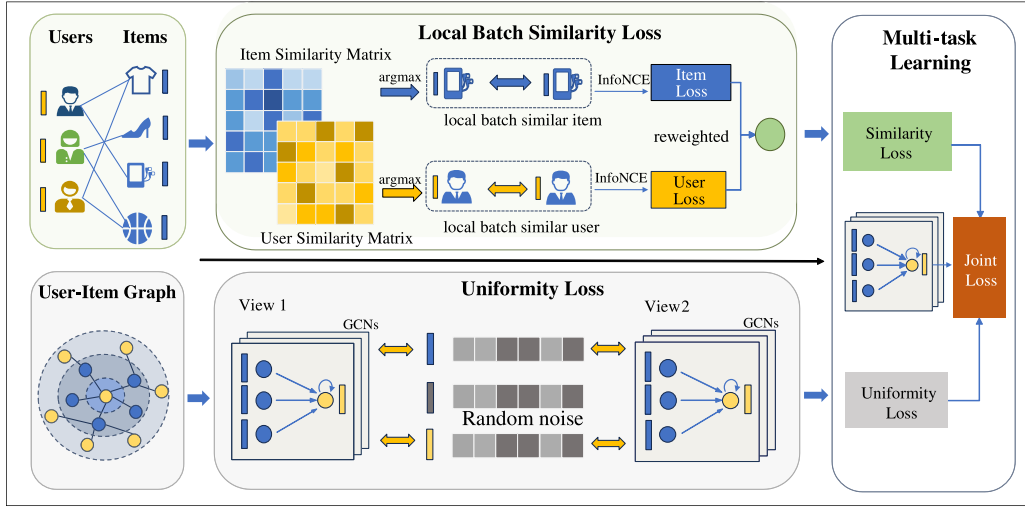 Users Items
Local Batch Similarity Loss
Item Similarity Matrix
argmax
local batch similar item
InfoNCE
Item
Loss
reweighted
argmax
local batch similar user
InfoNCE
User
Loss
User Similarity Matrix
Multi-task
Learning
Similarity
Loss
Joint
Loss
Uniformity
Loss
User-Item Graph
Uniformity Loss
View 1
GCNs
Random noise
View2
GCNs